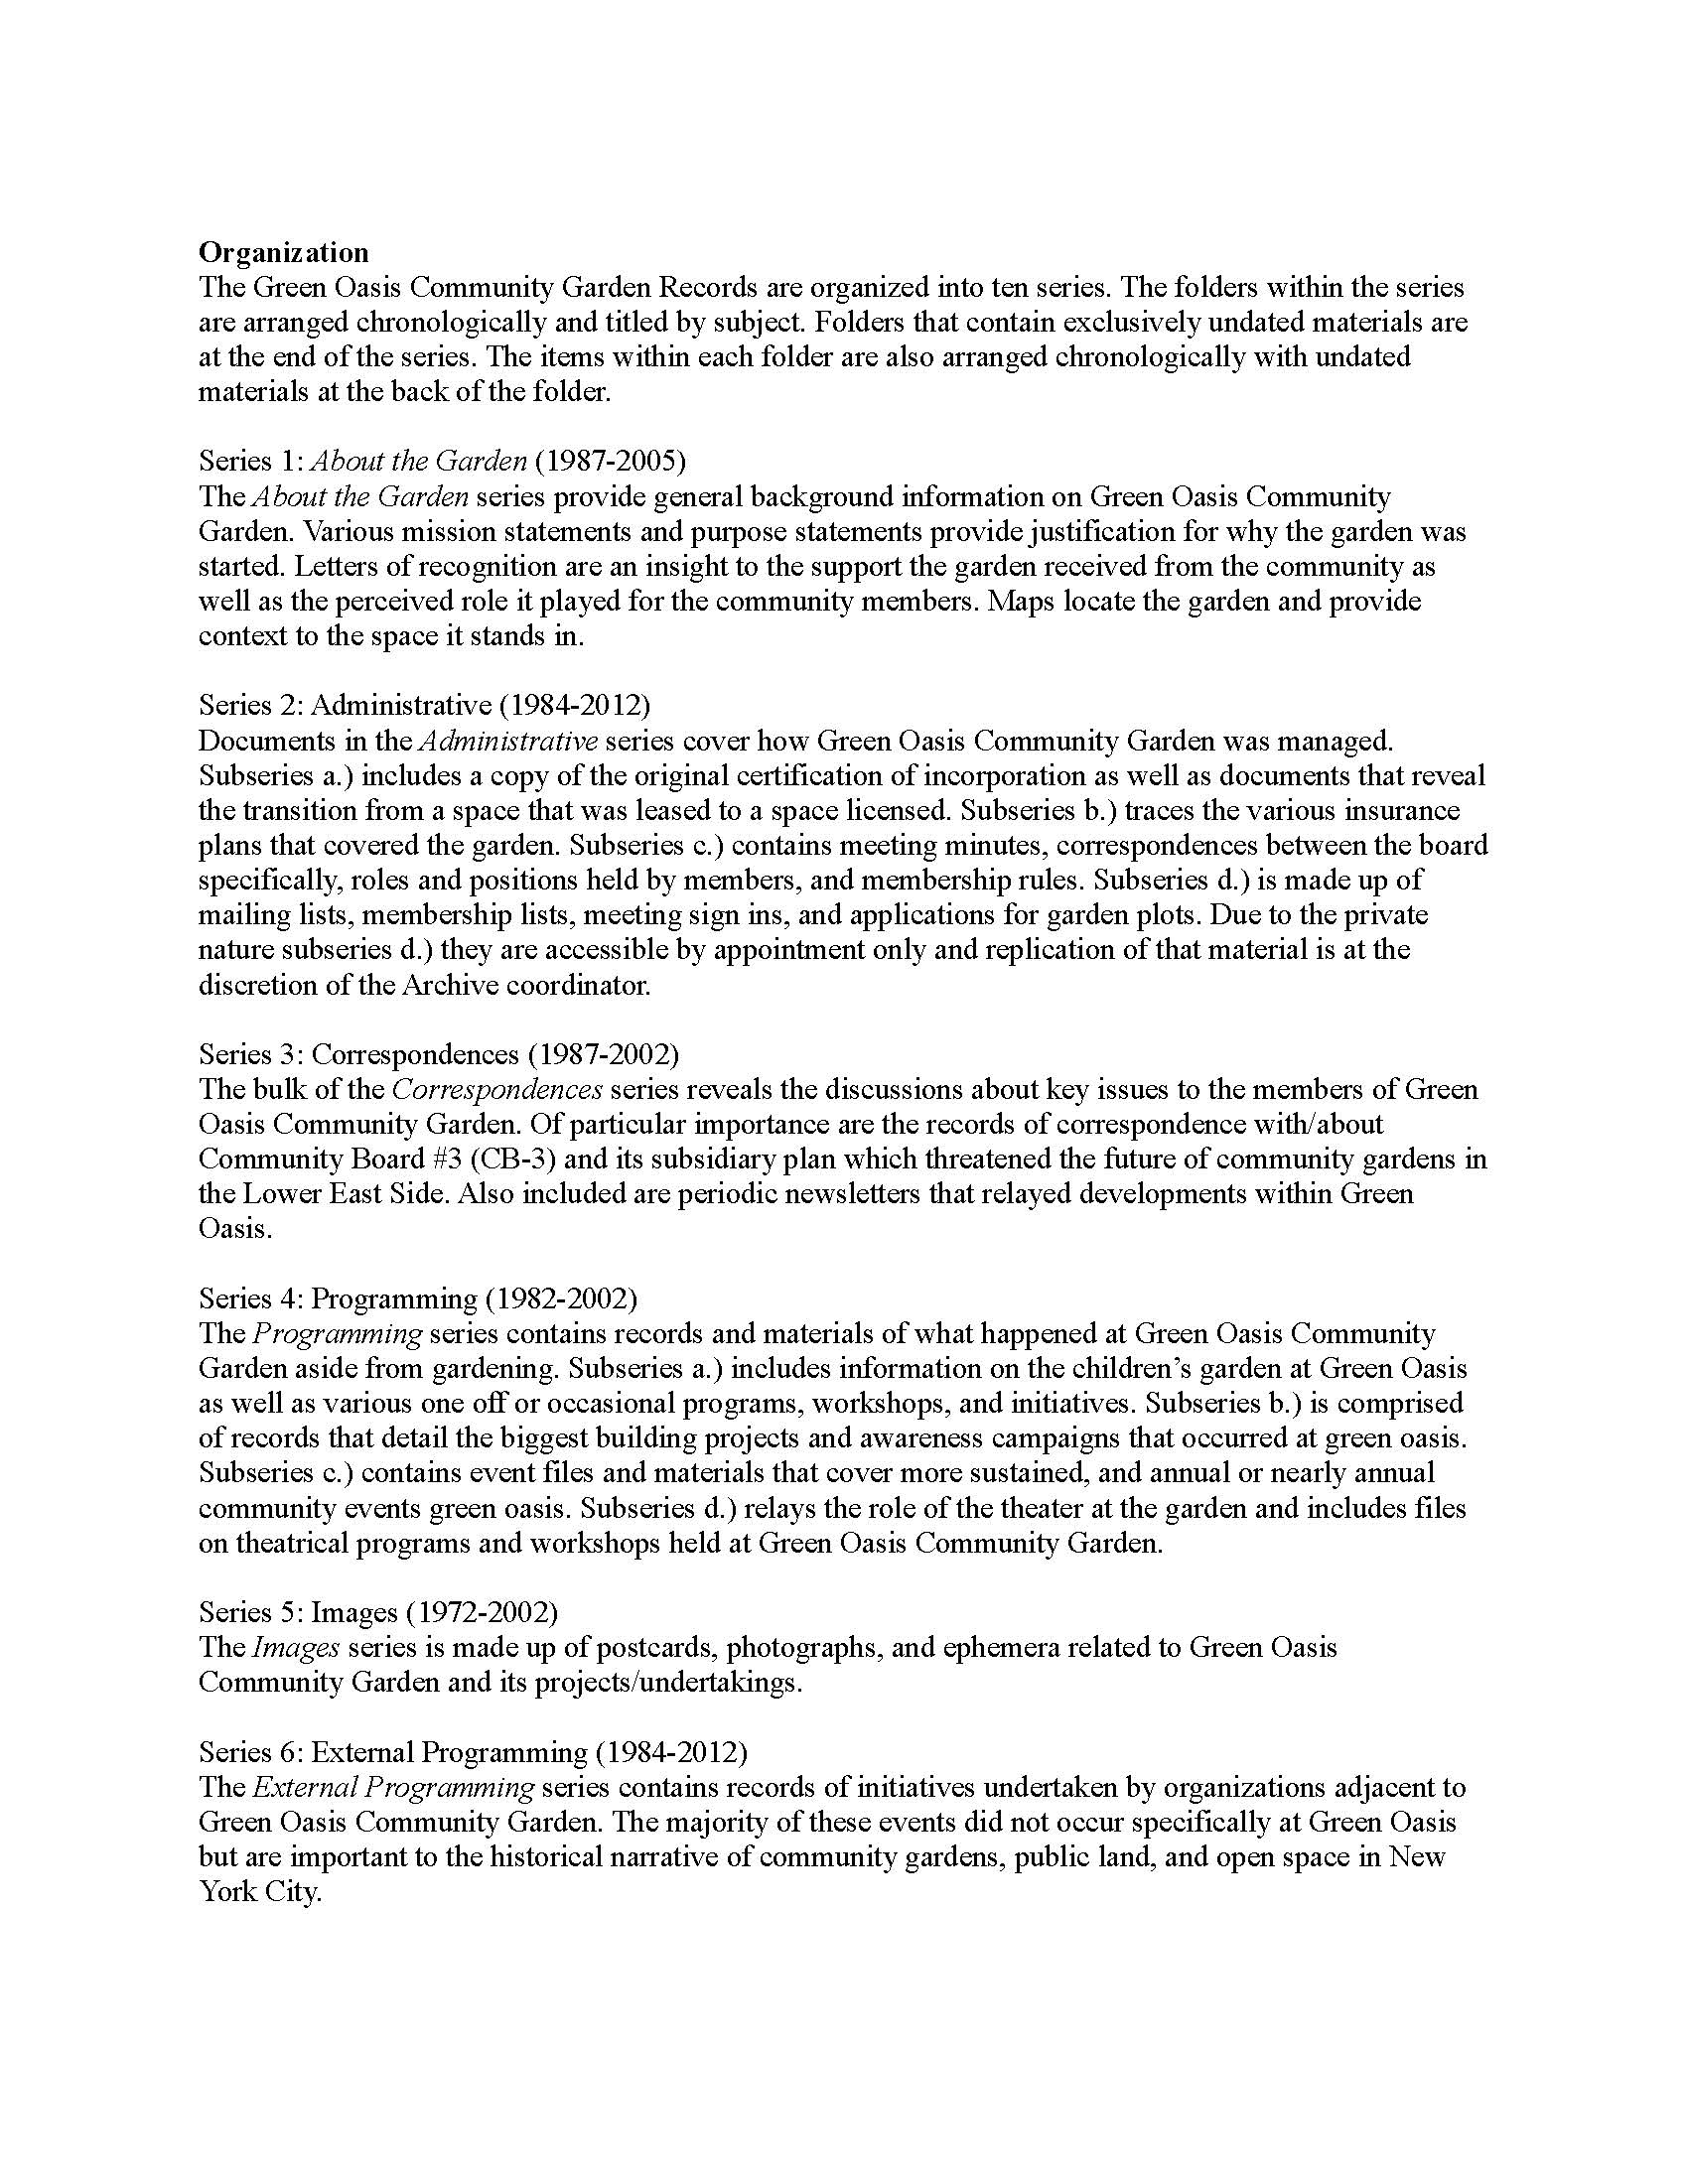 Organization
The Green Oasis Community Garden Records are organized into ten series. The folders within the series
are arranged chronologically and titled by subject. Folders that contain exclusively undated materials are
at the end of the series. The items within each folder are also arranged chronologically with undated
materials at the back of the folder.
Series 1: About the Garden (1987-2005)
The About the Garden series provide general background information on Green Oasis Community
Garden. Various mission statements and purpose statements provide justification for why the garden was
started. Letters of recognition are an insight to the support the garden received from the community as
well as the perceived role it played for the community members. Maps locate the garden and provide
context to the space it stands in.
Series 2: Administrative (1984-2012)
Documents in the Administrative series cover how Green Oasis Community Garden was managed.
Subseries a.) includes a copy of the original certification of incorporation as well as documents that reveal
the transition from a space that was leased to a space licensed. Subseries b.) traces the various insurance
plans that covered the garden. Subseries c.) contains meeting minutes, correspondences between the board
specifically, roles and positions held by members, and membership rules. Subseries d.) is made up of
mailing lists, membership lists, meeting sign ins, and applications for garden plots. Due to the private
nature subseries d.) they are accessible by appointment only and replication of that material is at the
discretion of the Archive coordinator.
Series 3: Correspondences (1987-2002)
The bulk of the Correspondences series reveals the discussions about key issues to the members of Green
Oasis Community Garden. Of particular importance are the records of correspondence with/about
Community Board #3 (CB-3) and its subsidiary plan which threatened the future of community gardens in
the Lower East Side. Also included are periodic newsletters that relayed developments within Green
Oasis.
Series 4: Programming (1982-2002)
The Programming series contains records and materials of what happened at Green Oasis Community
Garden aside from gardening. Subseries a.) includes information on the children’s garden at Green Oasis
as well as various one off or occasional programs, workshops, and initiatives. Subseries b.) is comprised
of records that detail the biggest building projects and awareness campaigns that occurred at green oasis.
Subseries c.) contains event files and materials that cover more sustained, and annual or nearly annual
community events green oasis. Subseries d.) relays the role of the theater at the garden and includes files
on theatrical programs and workshops held at Green Oasis Community Garden.
Series 5: Images (1972-2002)
The Images series is made up of postcards, photographs, and ephemera related to Green Oasis
Community Garden and its projects/undertakings.
Series 6: External Programming (1984-2012)
The External Programming series contains records of initiatives undertaken by organizations adjacent to
Green Oasis Community Garden. The majority of these events did not occur specifically at Green Oasis
but are important to the historical narrative of community gardens, public land, and open space in New
York City.